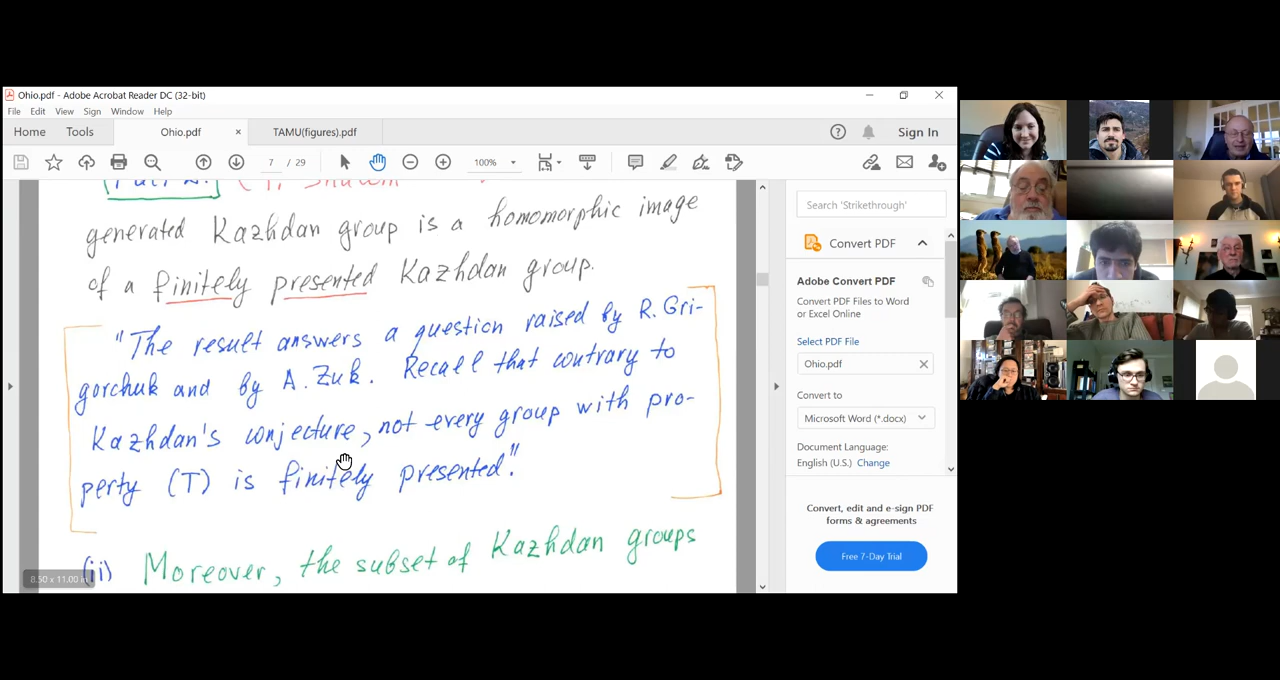 Ohio.pdf - Adobe Acrobat Reader DC (32-bit)
File Edit View Sign Window Help
Home Tools Ohio.pdf × TAMU(figures).pdf Sign In
7 / 29 100%
generated Kazhdan group is a homomorphic image
of a finitely presented Kazhdan group.
"The result answers a question raised by R. Gri-
gorchuk and by A. Zuk. Recall that contrary to
Kazhdan's conjecture, not every group with pro-
perty (T) is finitely presented."
(ii) Moreover, the subset of Kazhdan groups
8.50 x 11.00 in
Search 'Strikethrough'
Convert PDF
Adobe Convert PDF
Convert PDF Files to Word
or Excel Online
Select PDF File
Ohio.pdf
Convert to
Microsoft Word (*.docx)
Document Language:
English (U.S.) Change
Convert, edit and e-sign PDF
forms & agreements
Free 7-Day Trial